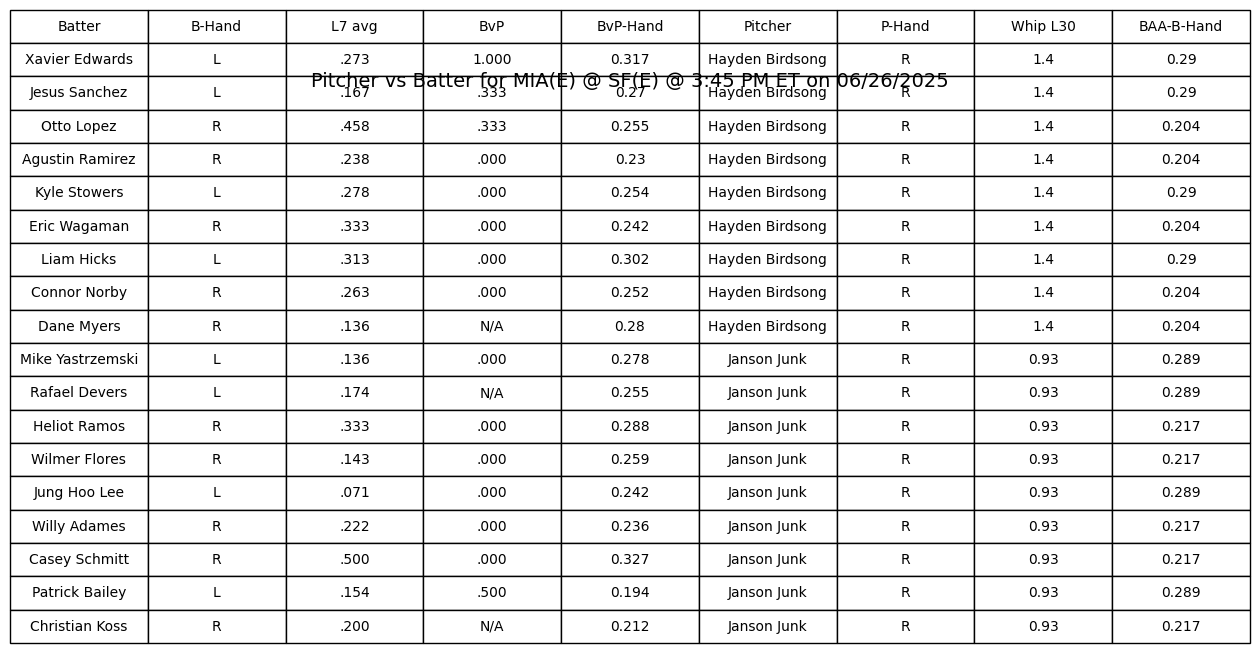 Batter B-Hand L7 avg BvP BvP-Hand Pitcher P-Hand Whip L30 BAA-B-Hand
Xavier Edwards L .273 1.000 0.317 Hayden Birdsong R 1.4 0.29
Pitcher vs Batter for MIA(E) @ SF(E) @ 3:45 PM ET on 06/26/2025
Jesus Sanchez L .167 .333 0.27 Hayden Birdsong R 1.4 0.29
Otto Lopez R .458 .333 0.255 Hayden Birdsong R 1.4 0.204
Agustin Ramirez R .238 .000 0.23 Hayden Birdsong R 1.4 0.204
Kyle Stowers L .278 .000 0.254 Hayden Birdsong R 1.4 0.29
Eric Wagaman R .333 .000 0.242 Hayden Birdsong R 1.4 0.204
Liam Hicks L .313 .000 0.302 Hayden Birdsong R 1.4 0.29
Connor Norby R .263 .000 0.252 Hayden Birdsong R 1.4 0.204
Dane Myers R .136 N/A 0.28 Hayden Birdsong R 1.4 0.204
Mike Yastrzemski L .136 .000 0.278 Janson Junk R 0.93 0.289
Rafael Devers L .174 N/A 0.255 Janson Junk R 0.93 0.289
Heliot Ramos R .333 .000 0.288 Janson Junk R 0.93 0.217
Wilmer Flores R .143 .000 0.259 Janson Junk R 0.93 0.217
Jung Hoo Lee L .071 .000 0.242 Janson Junk R 0.93 0.289
Willy Adames R .222 .000 0.236 Janson Junk R 0.93 0.217
Casey Schmitt R .500 .000 0.327 Janson Junk R 0.93 0.217
Patrick Bailey L .154 .500 0.194 Janson Junk R 0.93 0.289
Christian Koss R .200 N/A 0.212 Janson Junk R 0.93 0.217